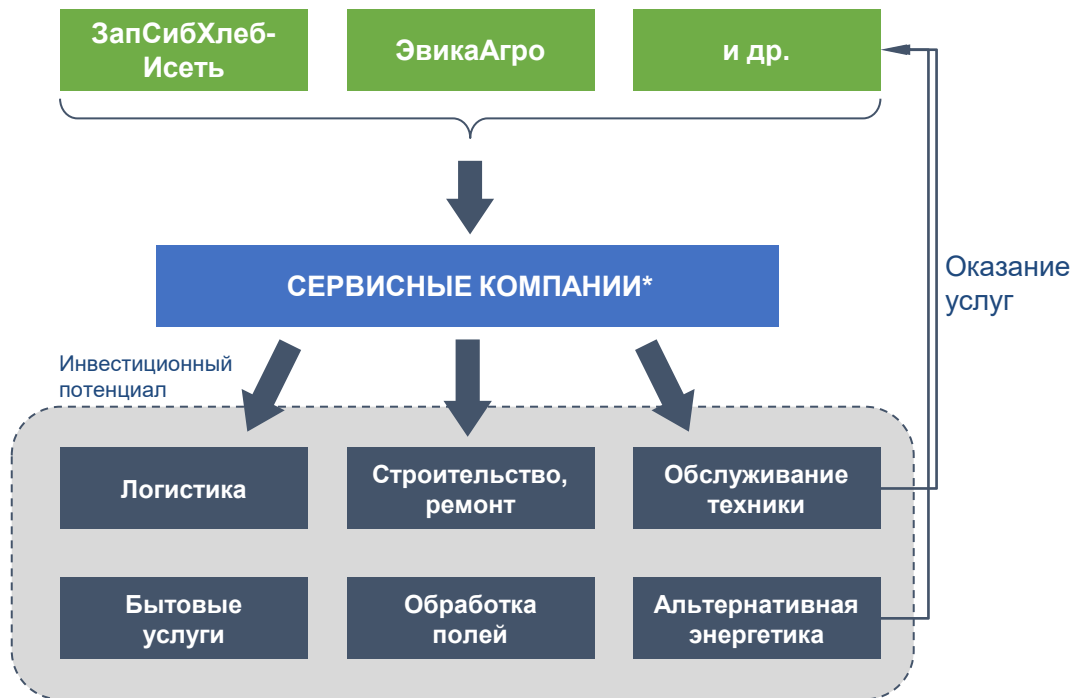 ЗапСибХлеб-
Исеть
ЭвикаАгро
и др.
СЕРВИСНЫЕ КОМПАНИИ*
Оказание
услуг
Инвестиционный
потенциал
Логистика
Строительство,
ремонт
Обслуживание
техники
Бытовые
услуги
Обработка
полей
Альтернативная
энергетика